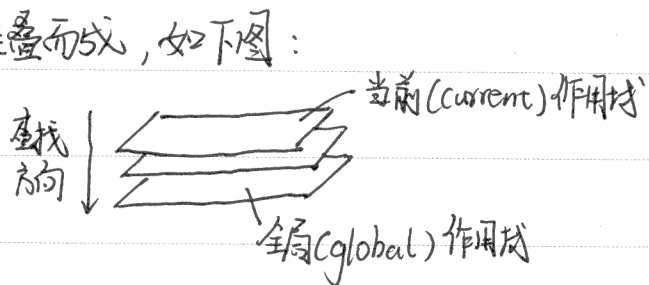 叠而成，如下图：
当前(current)作用域
查找
方向
全局(global)作用域